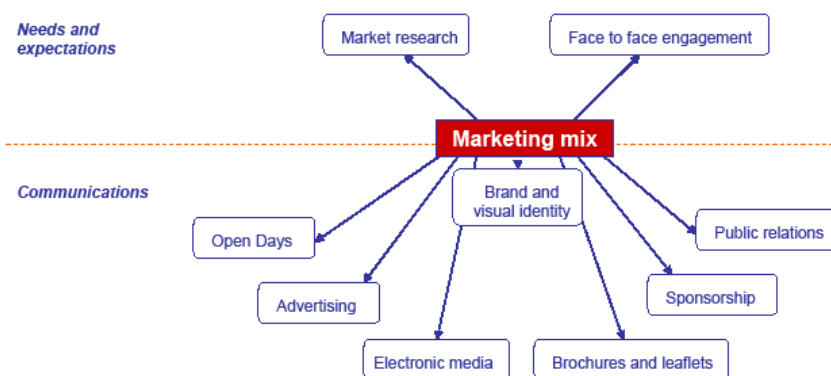 Needs and
expectations
Market research
Face to face engagement
Marketing mix
Communications
Brand and
visual identity
Open Days
Public relations
Advertising
Sponsorship
Electronic media
Brochures and leaflets